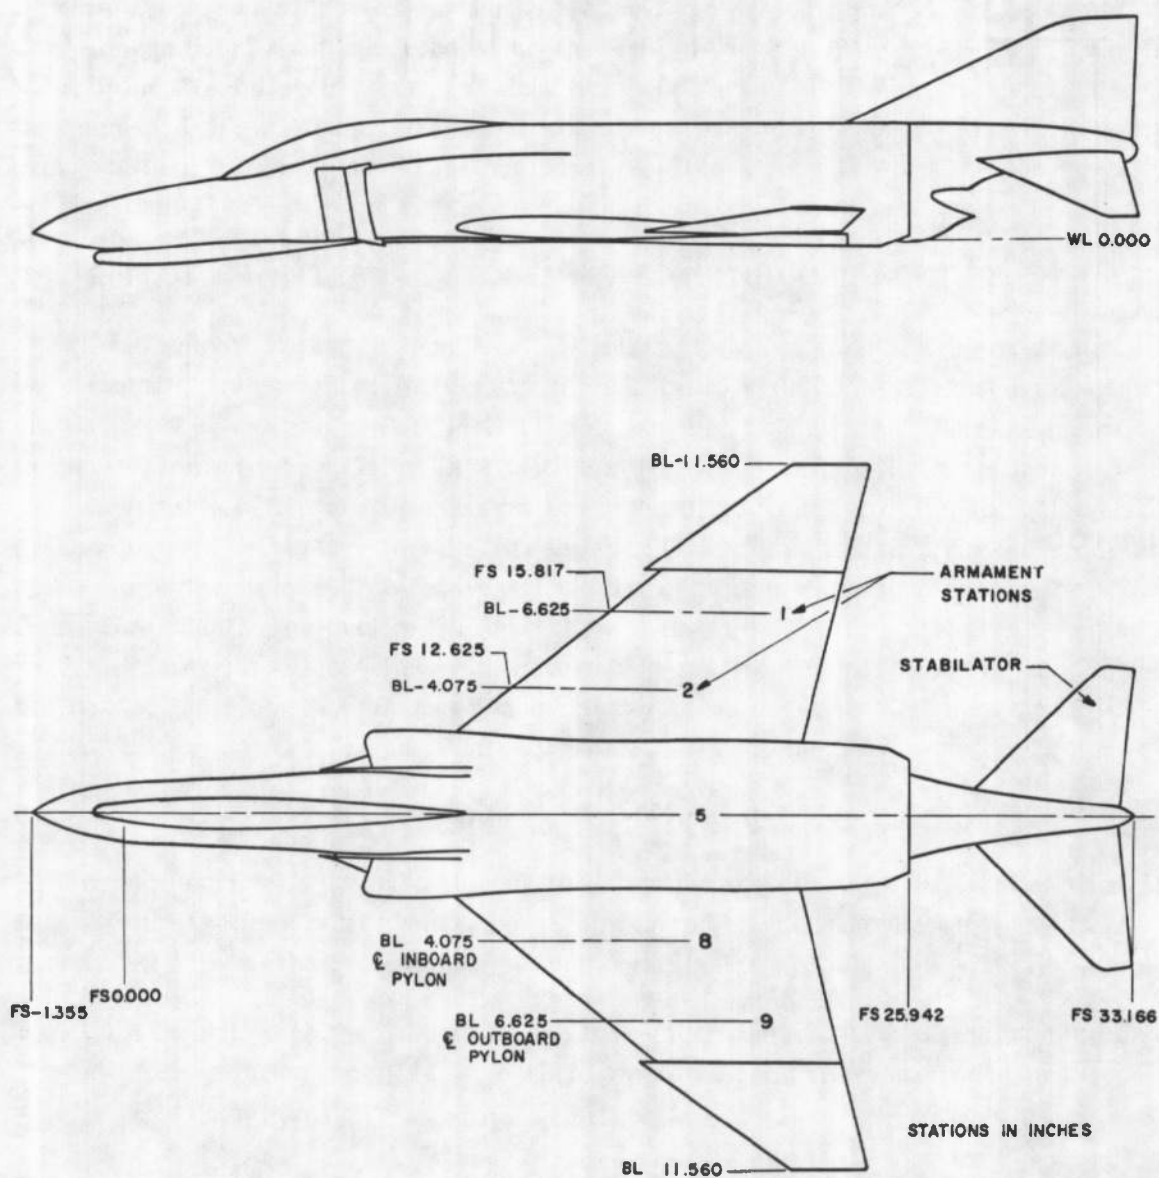 WL 0.000
BL-11.560
FS 15.817
ARMAMENT
STATIONS
BL-6.625
1
FS 12.625
STABILATOR
BL-4.075
2
5
BL 4.075
℄ INBOARD
PYLON
8
FS-1.355
FS0.000
BL 6.625
℄ OUTBOARD
PYLON
9
FS 25.942
FS 33.166
STATIONS IN INCHES
BL 11.560